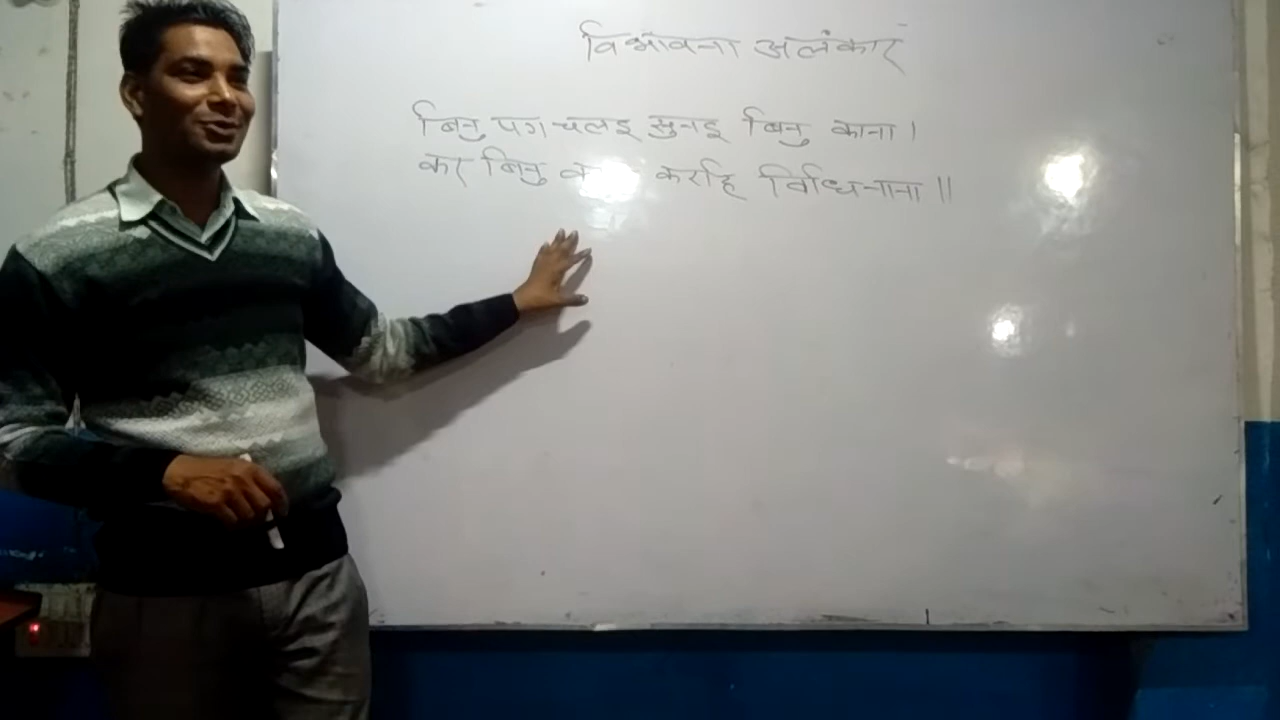 विभावना अलंकार
बिनु पग चलइ सुनइ बिनु काना।
कर बिनु करहि विधि नाना॥